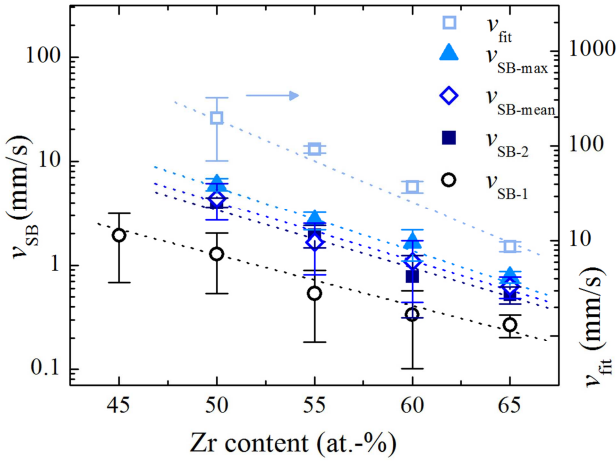 100
10
1
0.1
v_SB (mm/s)
45 50 55 60 65
Zr content (at.-%)
1000
100
10
v_fit (mm/s)
v_fit
v_SB-max
v_SB-mean
v_SB-2
v_SB-1